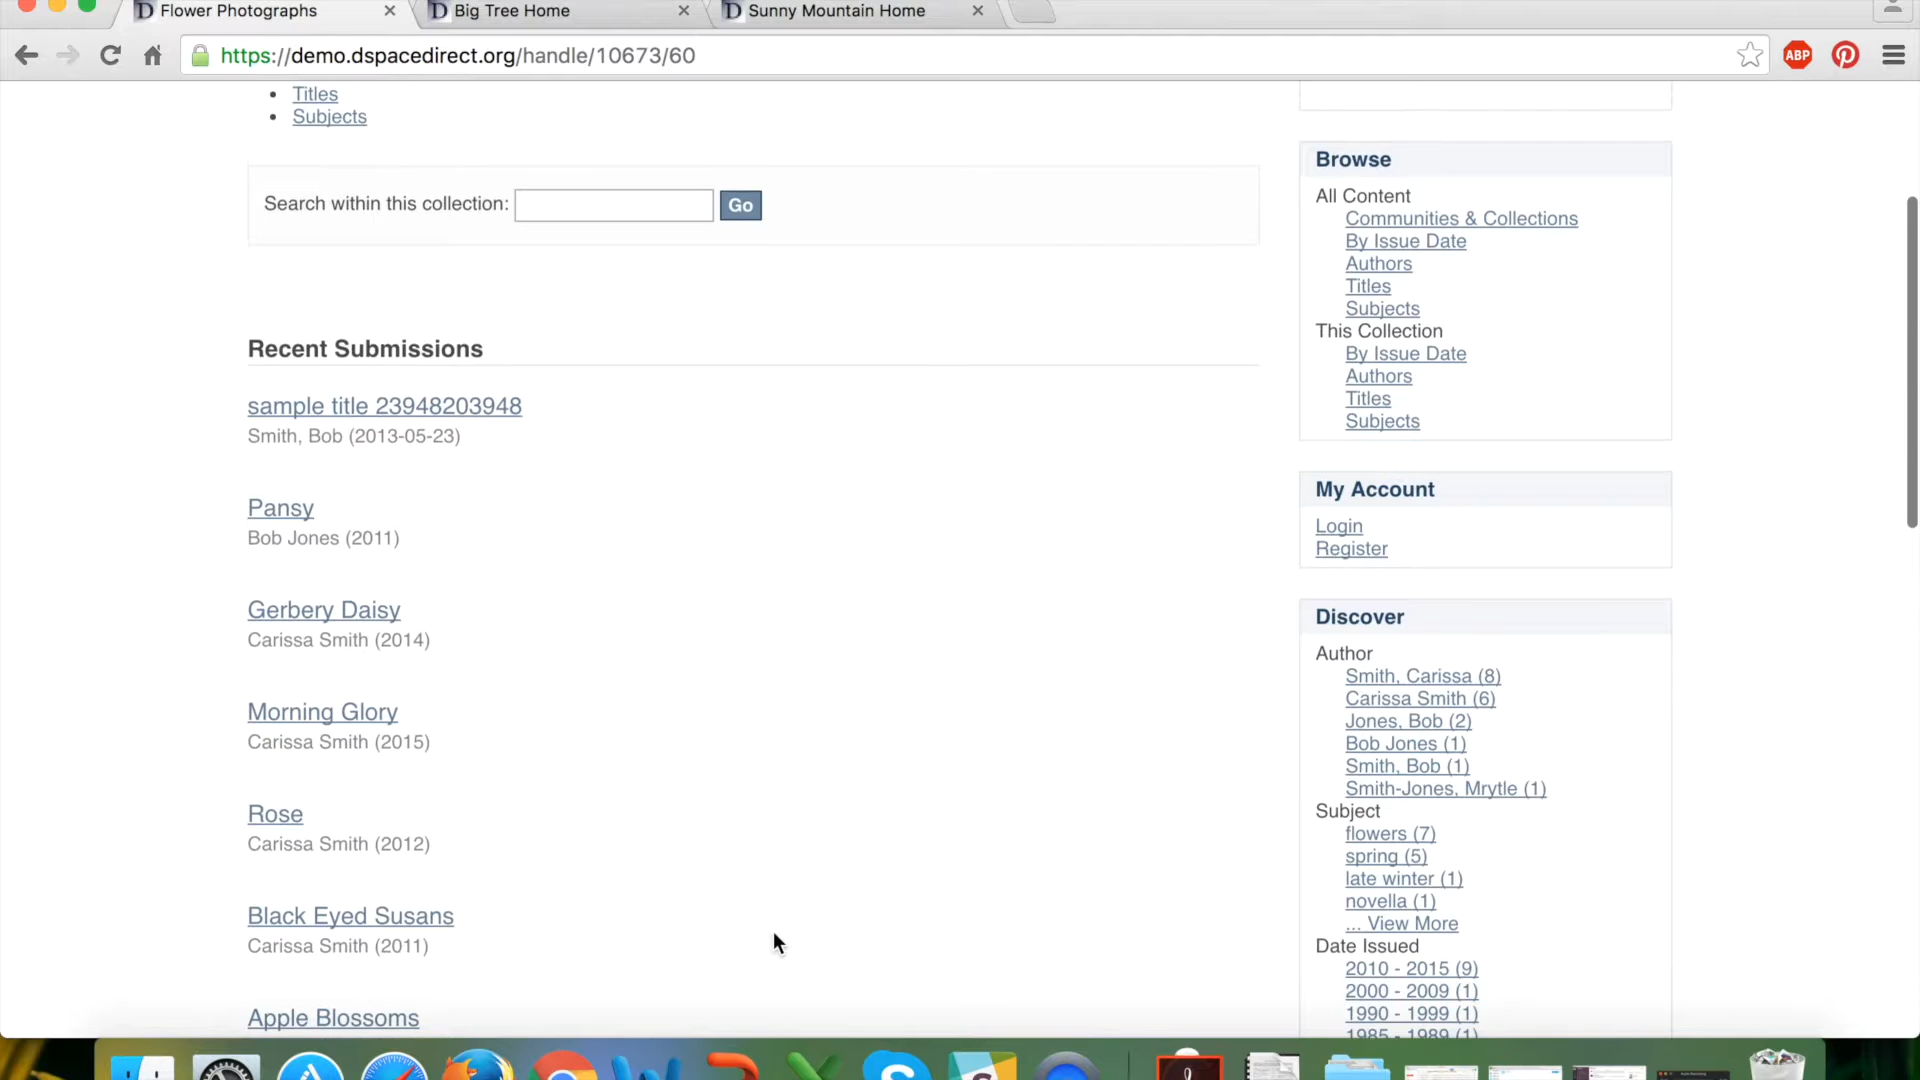 Flower Photographs
Big Tree Home
Sunny Mountain Home
https://demo.dspacedirect.org/handle/10673/60
ABP
Titles
Subjects
Search within this collection:
Go
Recent Submissions
sample title 23948203948
Smith, Bob (2013-05-23)
Pansy
Bob Jones (2011)
Gerbery Daisy
Carissa Smith (2014)
Morning Glory
Carissa Smith (2015)
Rose
Carissa Smith (2012)
Black Eyed Susans
Carissa Smith (2011)
Apple Blossoms
Browse
All Content
Communities & Collections
By Issue Date
Authors
Titles
Subjects
This Collection
By Issue Date
Authors
Titles
Subjects
My Account
Login
Register
Discover
Author
Smith, Carissa (8)
Carissa Smith (6)
Jones, Bob (2)
Bob Jones (1)
Smith, Bob (1)
Smith-Jones, Mrytle (1)
Subject
flowers (7)
spring (5)
late winter (1)
novella (1)
... View More
Date Issued
2010 - 2015 (9)
2000 - 2009 (1)
1990 - 1999 (1)
1985 - 1989 (1)